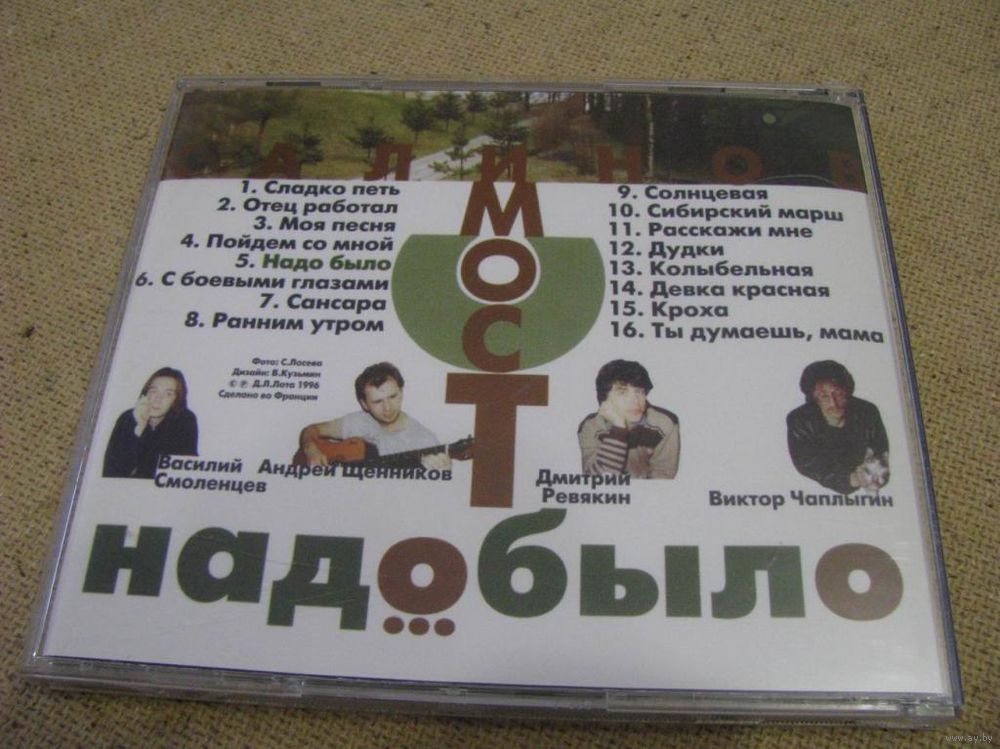 КАЛИНОВ
МОСТ
1. Сладко петь
2. Отец работал
3. Моя песня
4. Пойдем со мной
5. Надо было
6. С боевыми глазами
7. Сансара
8. Ранним утром
9. Солнцевая
10. Сибирский марш
11. Расскажи мне
12. Дудки
13. Колыбельная
14. Девка красная
15. Кроха
16. Ты думаешь, мама
Фото: С.Лосева
Дизайн: В.Кузьмин
© ℗ Д.Л.Лота 1996
Сделано во Франции
Василий
Смоленцев
Андрей Щенников
Дмитрий
Ревякин
Виктор Чаплыгин
надо было
www.ay.by